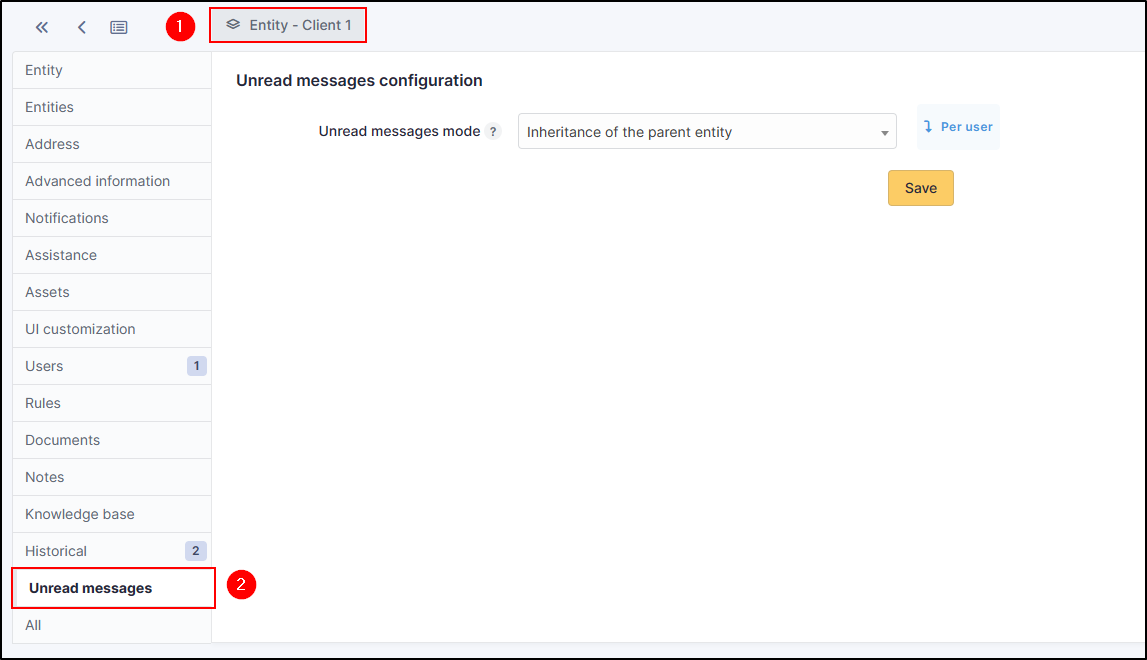 1
Entity - Client 1
Entity
Entities
Address
Advanced information
Notifications
Assistance
Assets
UI customization
Users 1
Rules
Documents
Notes
Knowledge base
Historical 2
Unread messages 2
All
Unread messages configuration
Unread messages mode ? Inheritance of the parent entity Per user
Save